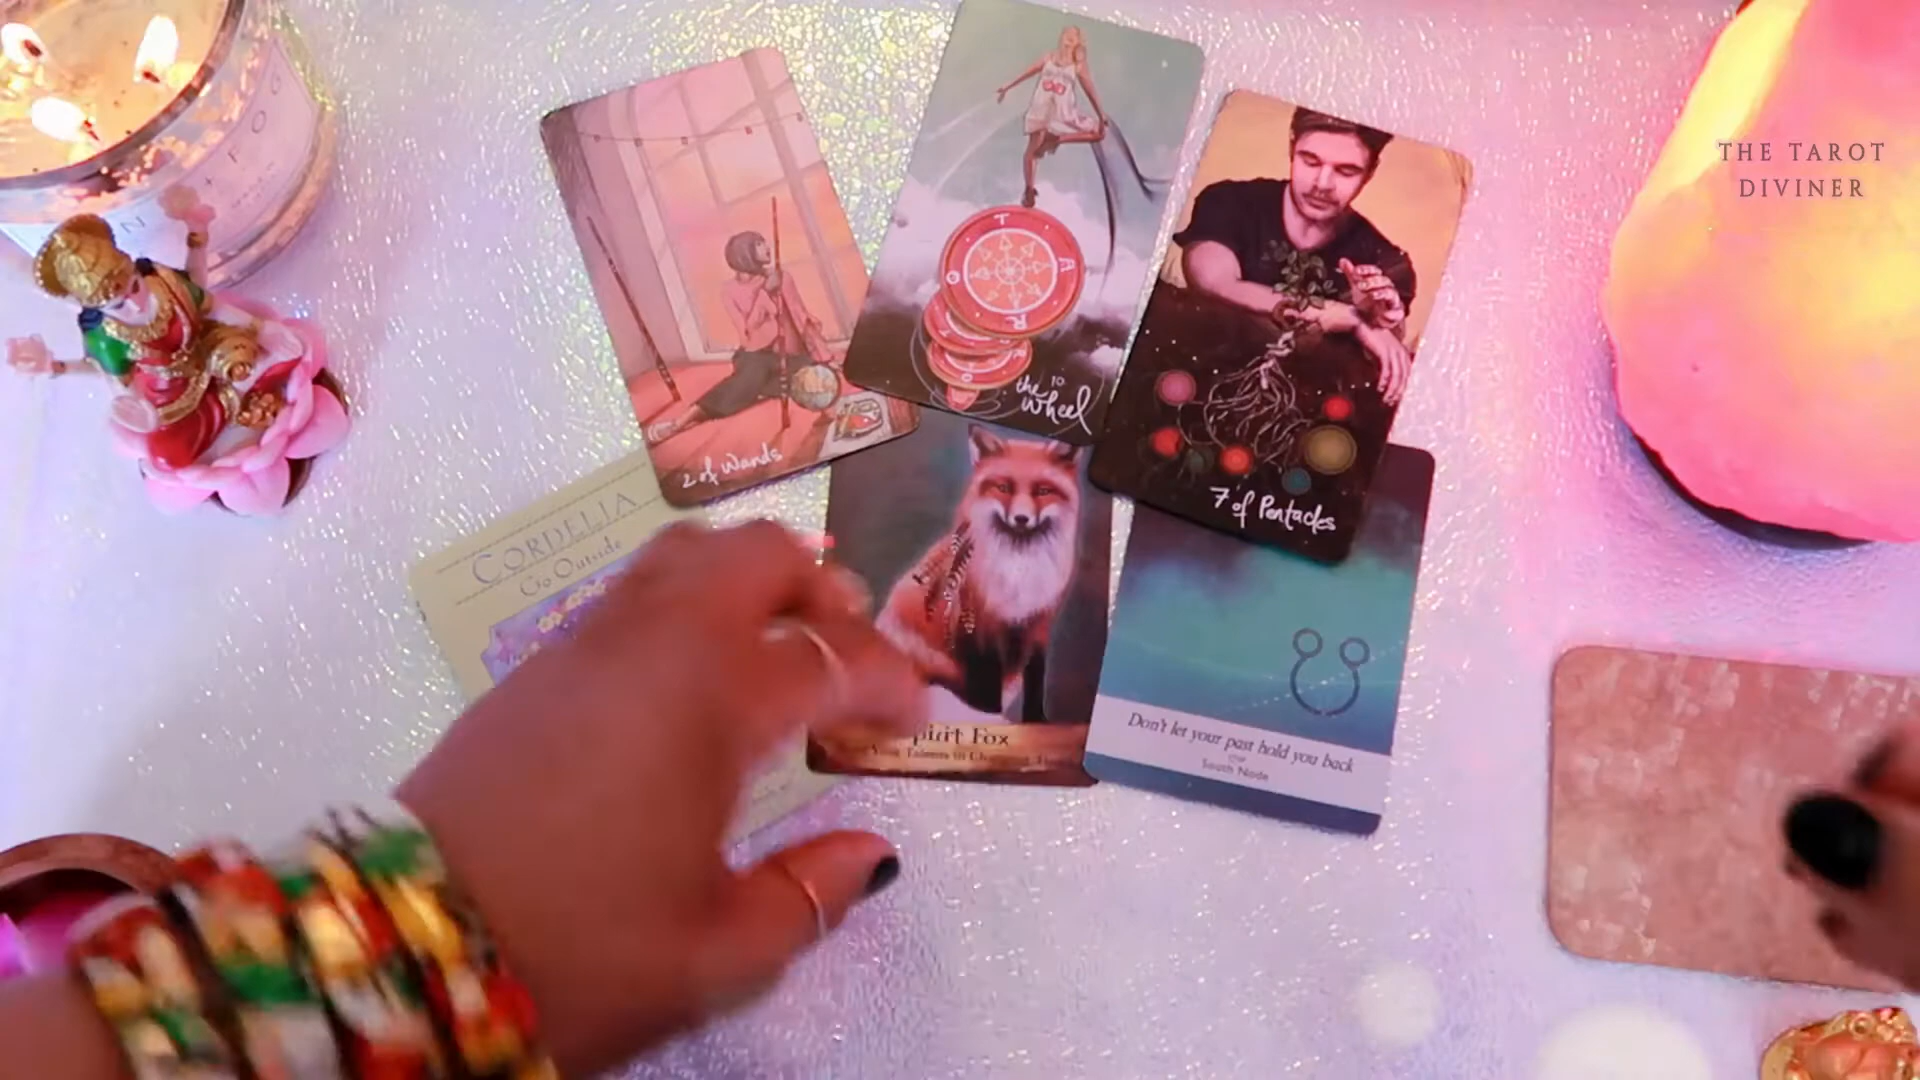 THE TAROT
DIVINER
2 of Wands
10
the
Wheel
TARO
7 of Pentacles
CORDELIA
Go Outside
Spirit Fox
Don't let your past hold you back
South Node